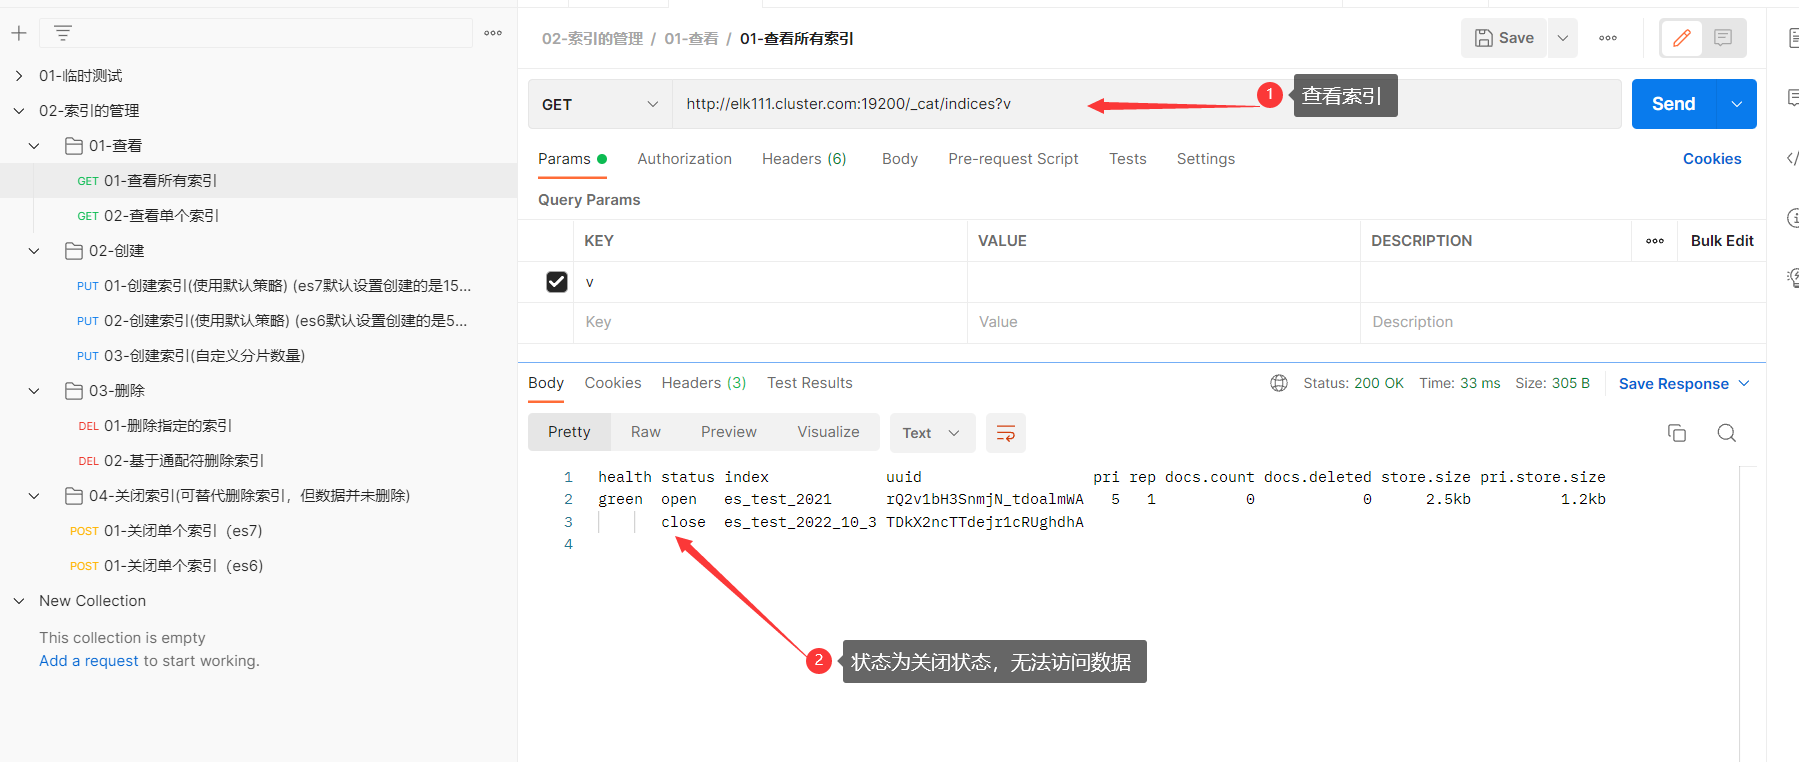 01-临时测试
02-索引的管理
01-查看
GET 01-查看所有索引
GET 02-查看单个索引
02-创建
PUT 01-创建索引(使用默认策略) (es7默认设置创建的是15...
PUT 02-创建索引(使用默认策略) (es6默认设置创建的是5...
PUT 03-创建索引(自定义分片数量)
03-删除
DEL 01-删除指定的索引
DEL 02-基于通配符删除索引
04-关闭索引(可替代删除索引，但数据并未删除)
POST 01-关闭单个索引（es7)
POST 01-关闭单个索引（es6)
New Collection
This collection is empty
Add a request to start working.
02-索引的管理 / 01-查看 / 01-查看所有索引
Save
GET http://elk111.cluster.com:19200/_cat/indices?v
1 查看索引
Send
Params Authorization Headers (6) Body Pre-request Script Tests Settings Cookies
Query Params
KEY VALUE DESCRIPTION Bulk Edit
v
Key Value Description
Body Cookies Headers (3) Test Results Status: 200 OK Time: 33 ms Size: 305 B Save Response
Pretty Raw Preview Visualize Text
1 health status index uuid pri rep docs.count docs.deleted store.size pri.store.size
2 green open es_test_2021 rQ2v1bH3SnmjN_tdoalmWA 5 1 0 0 2.5kb 1.2kb
3 close es_test_2022_10_3 TDkX2ncTTdejr1cRUghdhA
4
2 状态为关闭状态，无法访问数据